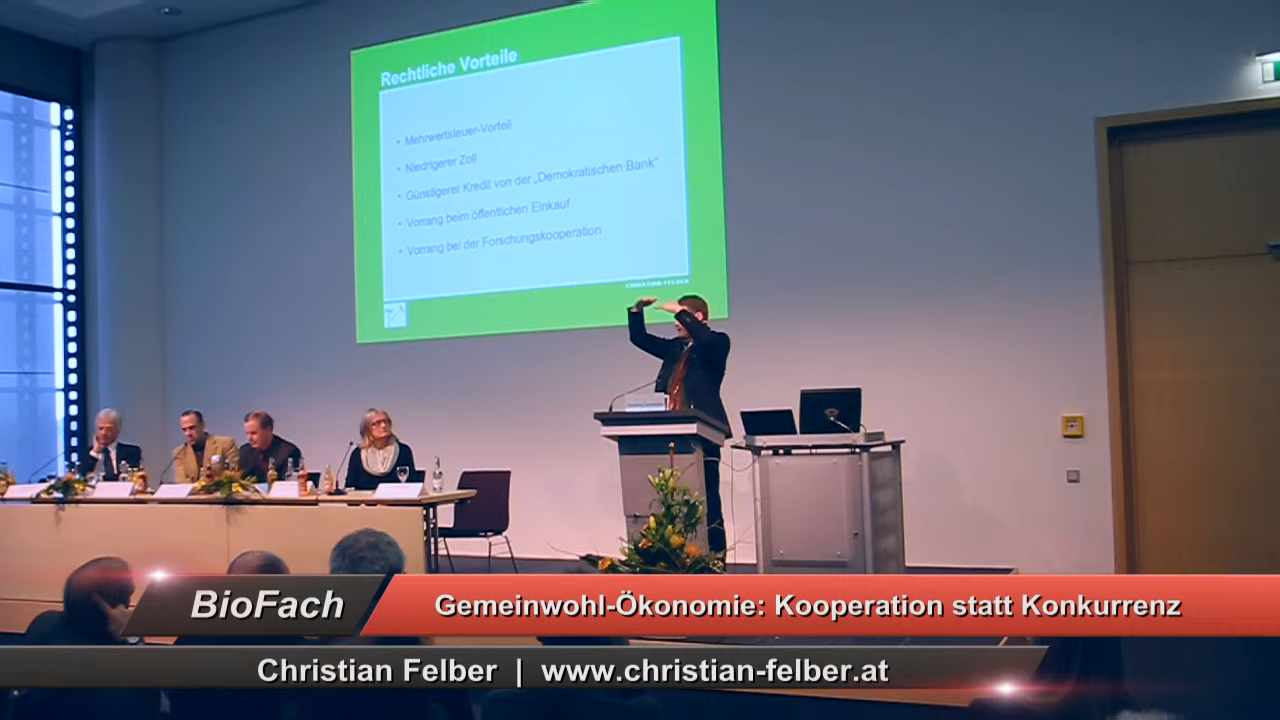 Rechtliche Vorteile
• Mehrwertsteuer-Vorteil
• Niedrigerer Zoll
• Günstigerer Kredit von der „Demokratischen Bank“
• Vorrang beim öffentlichen Einkauf
• Vorrang bei der Forschungskooperation
CHRISTIAN FELBER
BioFach
Gemeinwohl-Ökonomie: Kooperation statt Konkurrenz
Christian Felber | www.christian-felber.at